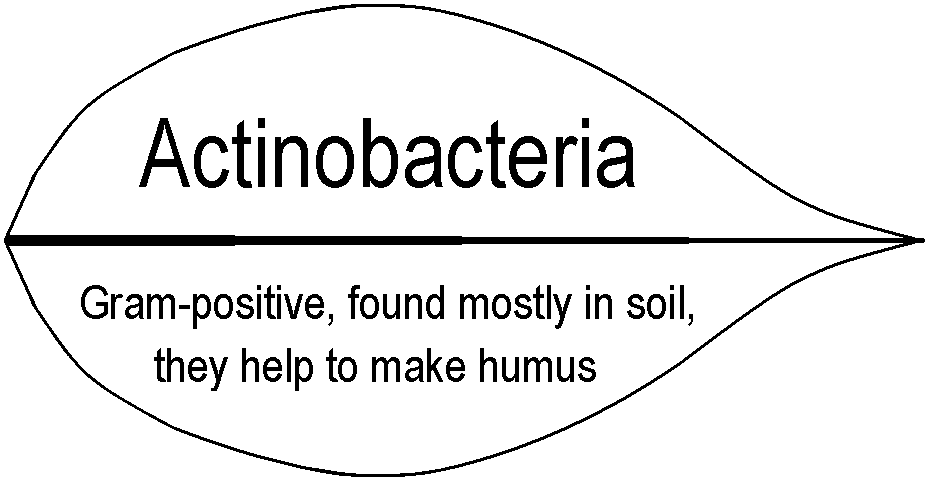 Actinobacteria
Gram-positive, found mostly in soil,
they help to make humus